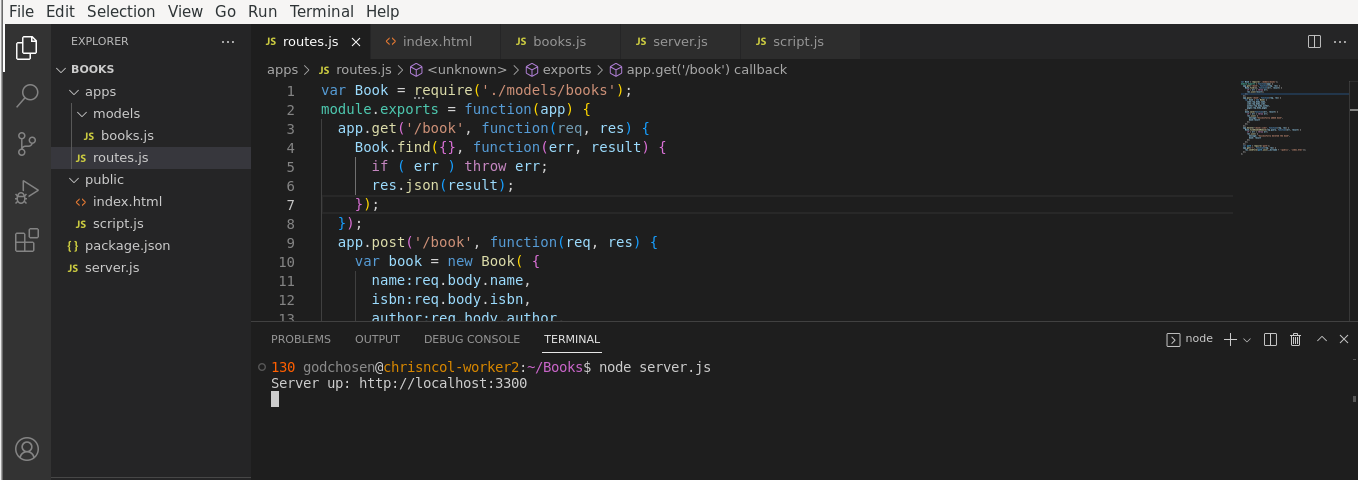 File Edit Selection View Go Run Terminal Help
EXPLORER ···
routes.js
JS index.html
JS books.js
JS server.js
JS script.js
BOOKS
apps
models
JS books.js
JS routes.js
public
<> index.html
JS script.js
{} package.json
JS server.js
apps > JS routes.js > <unknown> > exports > app.get('/book') callback
1 var Book = require('./models/books');
2 module.exports = function(app) {
3 app.get('/book', function(req, res) {
4 Book.find({}, function(err, result) {
5 if ( err ) throw err;
6 res.json(result);
7 });
8 });
9 app.post('/book', function(req, res) {
10 var book = new Book( {
11 name:req.body.name,
12 isbn:req.body.isbn,
13 author:req.body.author,
PROBLEMS OUTPUT DEBUG CONSOLE TERMINAL
node
130 godchosen@chrisncol-worker2:~/Books$ node server.js
Server up: http://localhost:3300